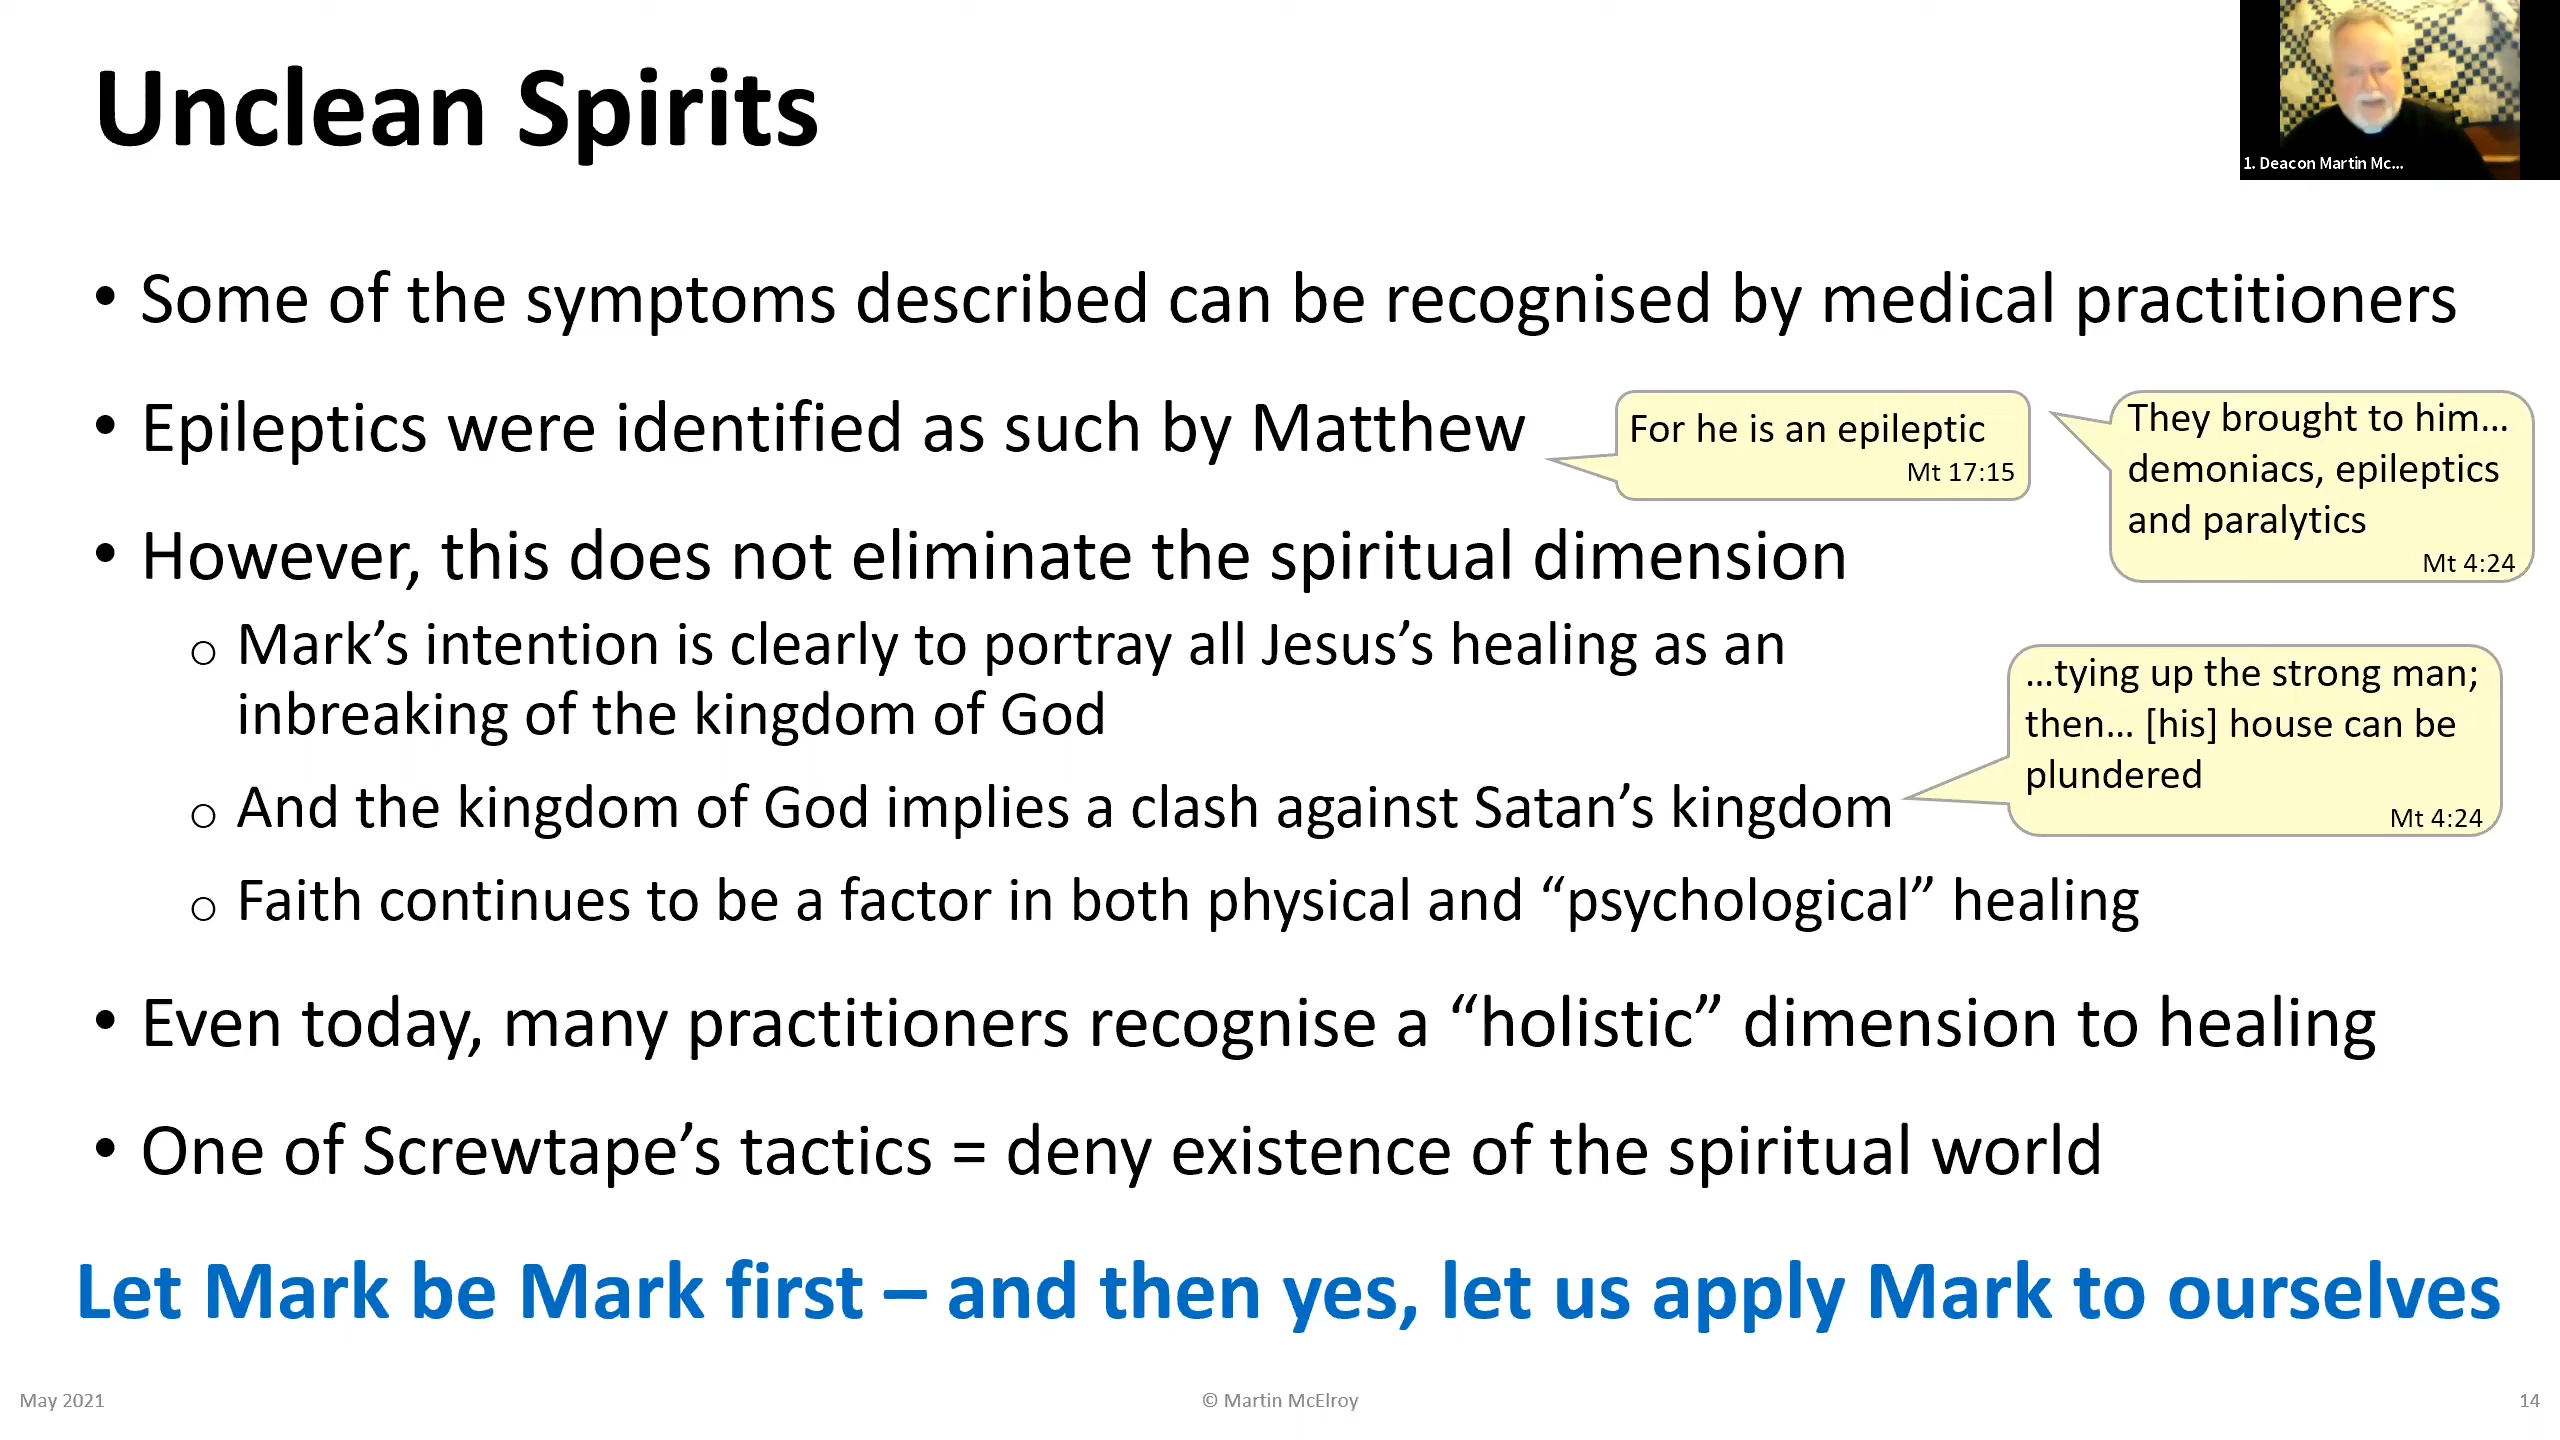 Unclean Spirits
1. Deacon Martin Mc...
• Some of the symptoms described can be recognised by medical practitioners
• Epileptics were identified as such by Matthew
For he is an epileptic
Mt 17:15
They brought to him…
demoniacs, epileptics
and paralytics
Mt 4:24
• However, this does not eliminate the spiritual dimension
o Mark’s intention is clearly to portray all Jesus’s healing as an
inbreaking of the kingdom of God
…tying up the strong man;
then… [his] house can be
plundered
Mt 4:24
o And the kingdom of God implies a clash against Satan’s kingdom
o Faith continues to be a factor in both physical and “psychological” healing
• Even today, many practitioners recognise a “holistic” dimension to healing
• One of Screwtape’s tactics = deny existence of the spiritual world
Let Mark be Mark first – and then yes, let us apply Mark to ourselves
May 2021
© Martin McElroy
14